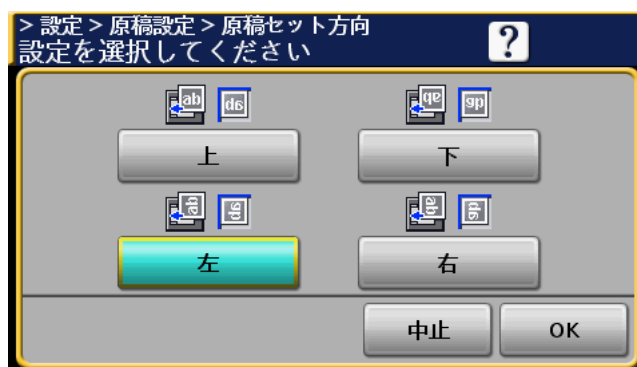 > 設定 > 原稿設定 > 原稿セット方向
設定を選択してください
?
ab
上
下
左
右
中止
OK